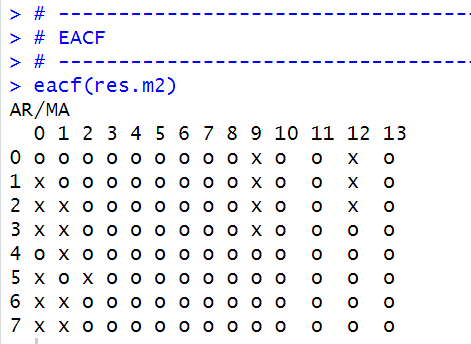 > # -------------------------------------
> # EACF
> # -------------------------------------
> eacf(res.m2)
AR/MA
  0 1 2 3 4 5 6 7 8 9 10 11 12 13
0 o o o o o o o o o x o  o  x  o
1 x o o o o o o o o x o  o  x  o
2 x x o o o o o o o x o  o  x  o
3 x x o o o o o o o x o  o  o  o
4 o x o o o o o o o o o  o  o  o
5 x o x o o o o o o o o  o  o  o
6 x x o o o o o o o o o  o  o  o
7 x x o o o o o o o o o  o  o  o